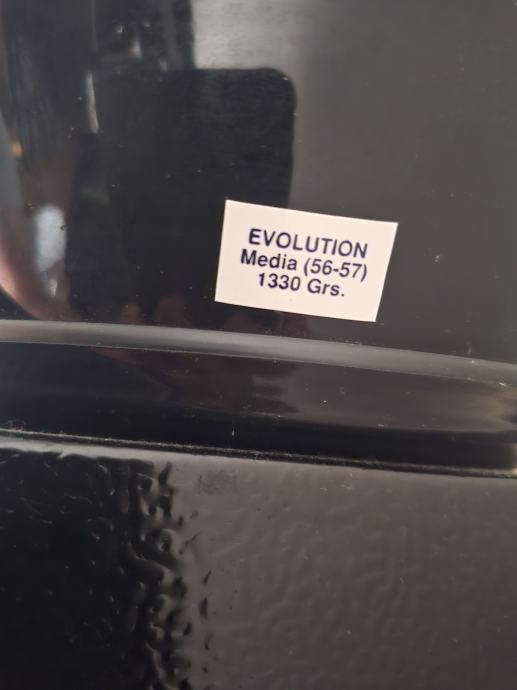 EVOLUTION
Media (56-57)
1330 Grs.